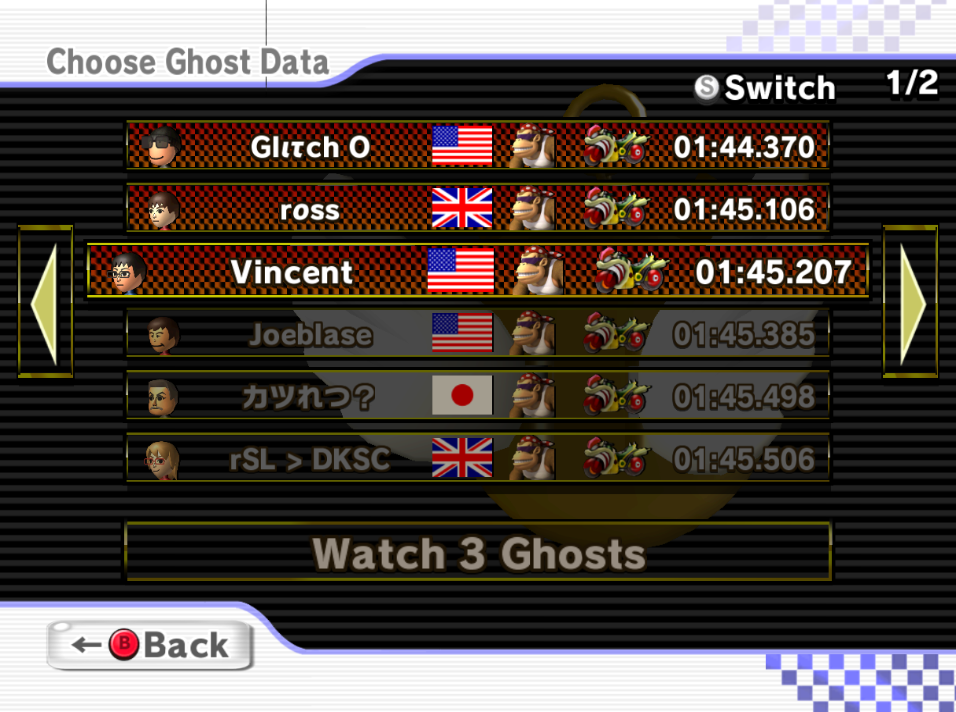 Choose Ghost Data
S Switch 1/2
Glιτch O 01:44.370
ross 01:45.106
Vincent 01:45.207
Joeblase 01:45.385
カツれつ? 01:45.498
rSL > DKSC 01:45.506
Watch 3 Ghosts
←B Back